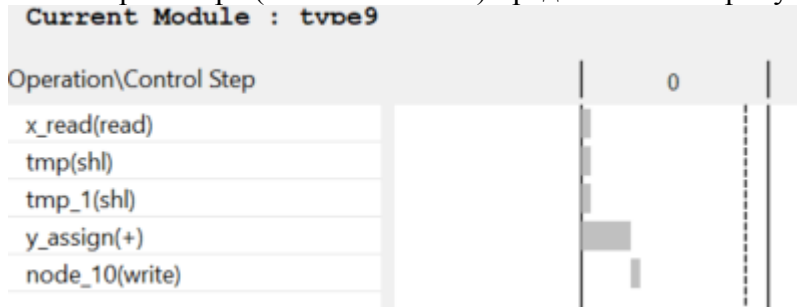 Current Module : type9
Operation\Control Step
0
x_read(read)
tmp(shl)
tmp_1(shl)
y_assign(+)
node_10(write)